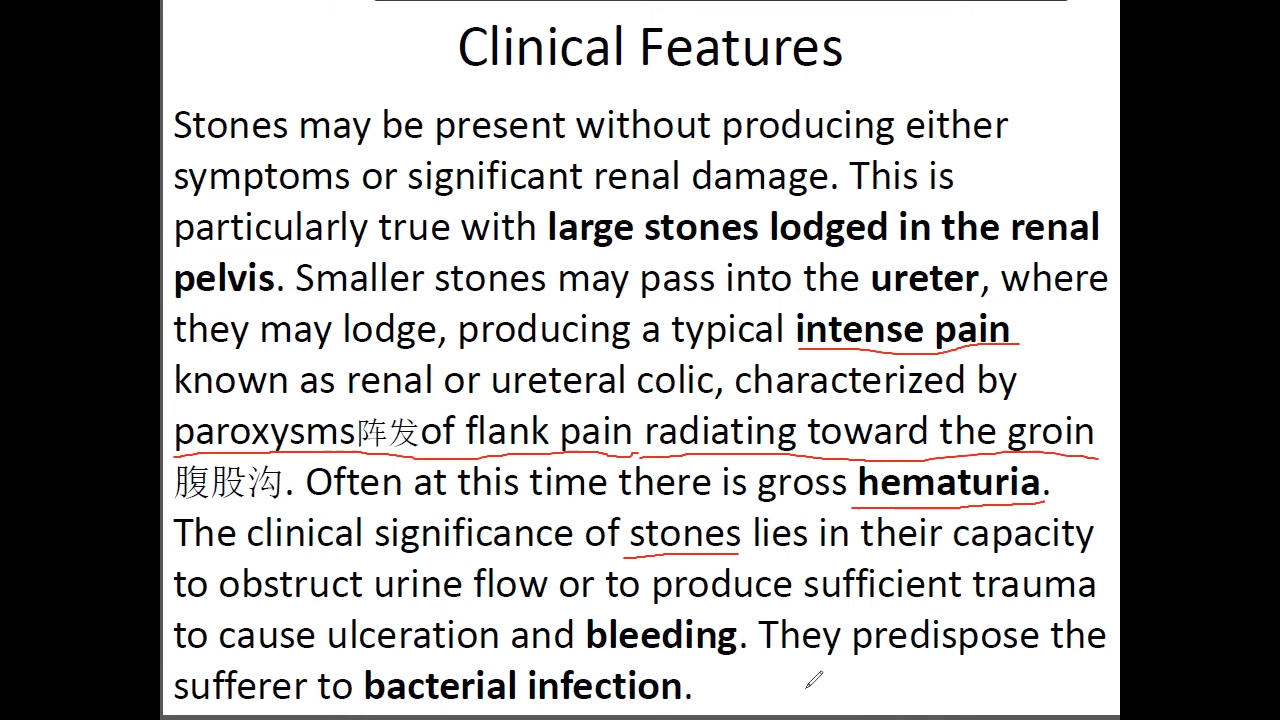 Clinical Features
Stones may be present without producing either
symptoms or significant renal damage. This is
particularly true with large stones lodged in the renal
pelvis. Smaller stones may pass into the ureter, where
they may lodge, producing a typical intense pain
known as renal or ureteral colic, characterized by
paroxysms阵发of flank pain radiating toward the groin
腹股沟. Often at this time there is gross hematuria.
The clinical significance of stones lies in their capacity
to obstruct urine flow or to produce sufficient trauma
to cause ulceration and bleeding. They predispose the
sufferer to bacterial infection.